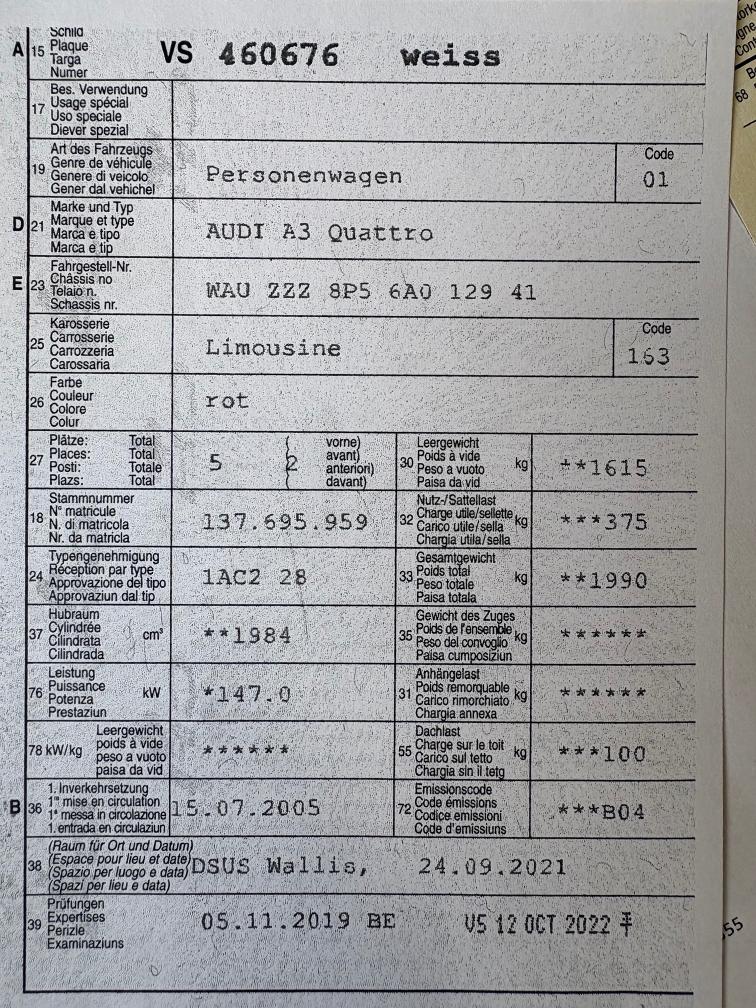 Schild
A 15 Plaque VS 460676 weiss
Targa
Numer
Bes. Verwendung
17 Usage spécial
Uso speciale
Diever spezial
Art des Fahrzeugs Code
19 Genre de véhicule Personenwagen 01
Genere di veicolo
Gener dal vehichel
Marke und Typ
D 21 Marque et type AUDI A3 Quattro
Marca e tipo
Marca e tip
Fahrgestell-Nr.
E 23 Châssis no WAU ZZZ 8P5 6A0 129 41
Telaio n.
Schassis nr.
Karosserie Code
25 Carrosserie Limousine 163
Carrozzeria
Carossaria
Farbe
26 Couleur rot
Colore
Colur
Plätze: Total vorne) Leergewicht
27 Places: Total 5 ( 2 avant) 30 Poids à vide kg **1615
Posti: Totale anteriori) Peso a vuoto
Plazs: Total davant) Paisa da vid
Stammnummer Nutz-/Sattellast
18 N° matricule 137.695.959 32 Charge utile/sellette kg ***375
N. di matricola Carico utile/sella
Nr. da matricla Chargia utila/sella
Typengenehmigung Gesamtgewicht
24 Réception par type 1AC2 28 33 Poids total kg **1990
Approvazione del tipo Peso totale
Approvaziun dal tip Paisa totala
Hubraum Gewicht des Zuges
37 Cylindrée cm³ **1984 35 Poids de l'ensemble kg ******
Cilindrata Peso del convoglio
Cilindrada Paisa cumposiziun
Leistung Anhängelast
76 Puissance kW *147.0 31 Poids remorquable kg ******
Potenza Carico rimorchiato
Prestaziun Chargia annexa
Leergewicht Dachlast
78 kW/kg poids à vide ****** 55 Charge sur le toit kg ***100
peso a vuoto Carico sul tetto
paisa da vid Chargia sin il tetg
1. Inverkehrsetzung Emissionscode
B 36 1re mise en circulation 15.07.2005 72 Code émissions ***B04
1a messa in circolazione Codice emissioni
1. entrada en circulaziun Code d'emissiuns
(Raum für Ort und Datum)
38 (Espace pour lieu et date) DSUS Wallis, 24.09.2021
(Spazio per luogo e data)
(Spazi per lieu e data)
Prüfungen
39 Expertises 05.11.2019 BE VS 12 OCT 2022
Perizie
Examinaziuns
68